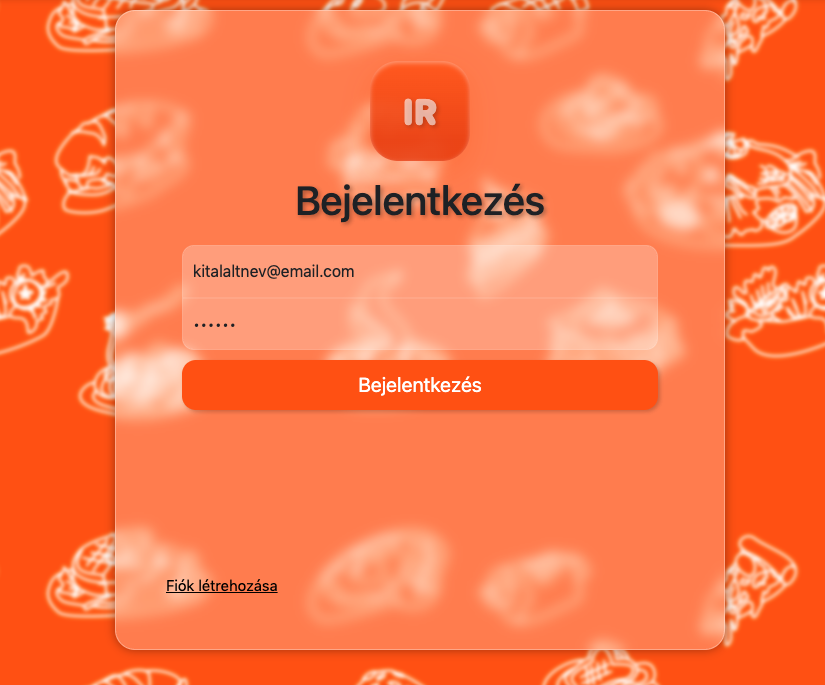 IR
Bejelentkezés
kitalaltnev@email.com
••••••
Bejelentkezés
Fiók létrehozása